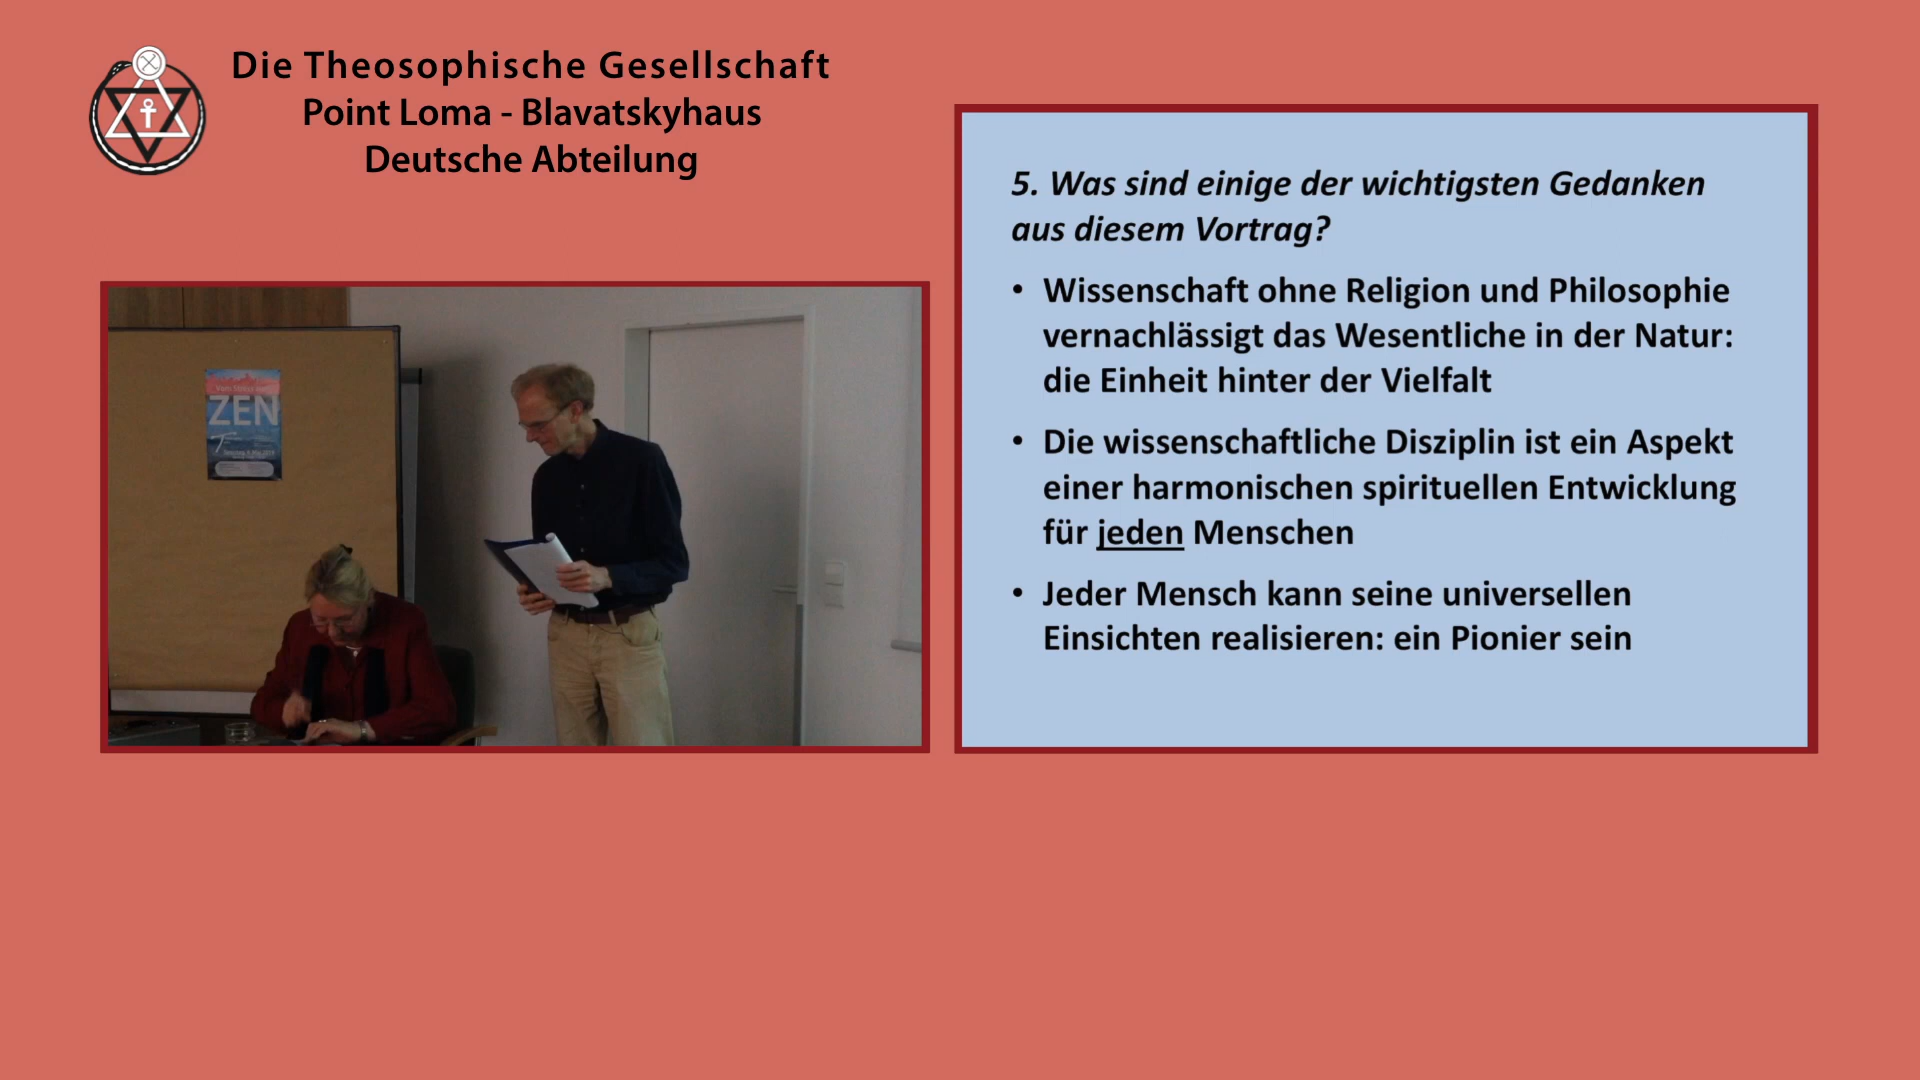 Die Theosophische Gesellschaft
Point Loma - Blavatskyhaus
Deutsche Abteilung
ZEN
5. Was sind einige der wichtigsten Gedanken
aus diesem Vortrag?
• Wissenschaft ohne Religion und Philosophie
vernachlässigt das Wesentliche in der Natur:
die Einheit hinter der Vielfalt
• Die wissenschaftliche Disziplin ist ein Aspekt
einer harmonischen spirituellen Entwicklung
für jeden Menschen
• Jeder Mensch kann seine universellen
Einsichten realisieren: ein Pionier sein